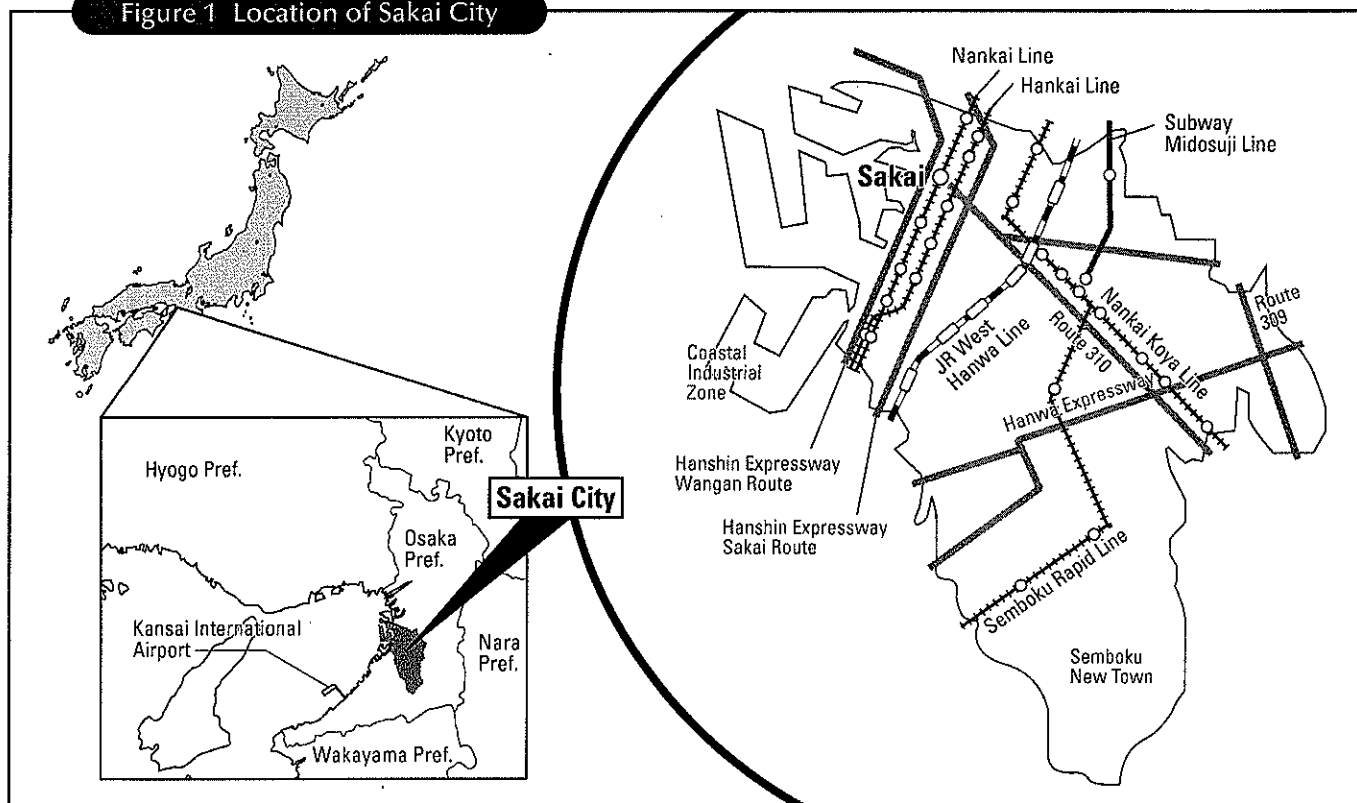 Figure 1 Location of Sakai City
Hyogo Pref.
Kyoto
Pref.
Sakai City
Osaka
Pref.
Kansai International
Airport
Nara
Pref.
Wakayama Pref.
Nankai Line
Hankai Line
Subway
Midosuji Line
Sakai
Coastal
Industrial
Zone
JR West
Hanwa Line
Route 310
Nankai Koya Line
Route
309
Hanwa Expressway
Hanshin Expressway
Wangan Route
Hanshin Expressway
Sakai Route
Semboku Rapid Line
Semboku
New Town